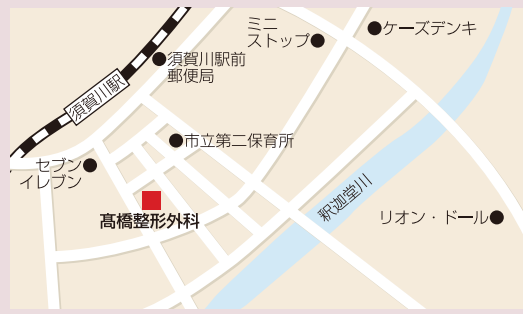 ミニ
ストップ
ケーズデンキ
須賀川駅前
郵便局
須賀川駅
市立第二保育所
セブン
イレブン
髙橋整形外科
釈迦堂川
リオン・ドール